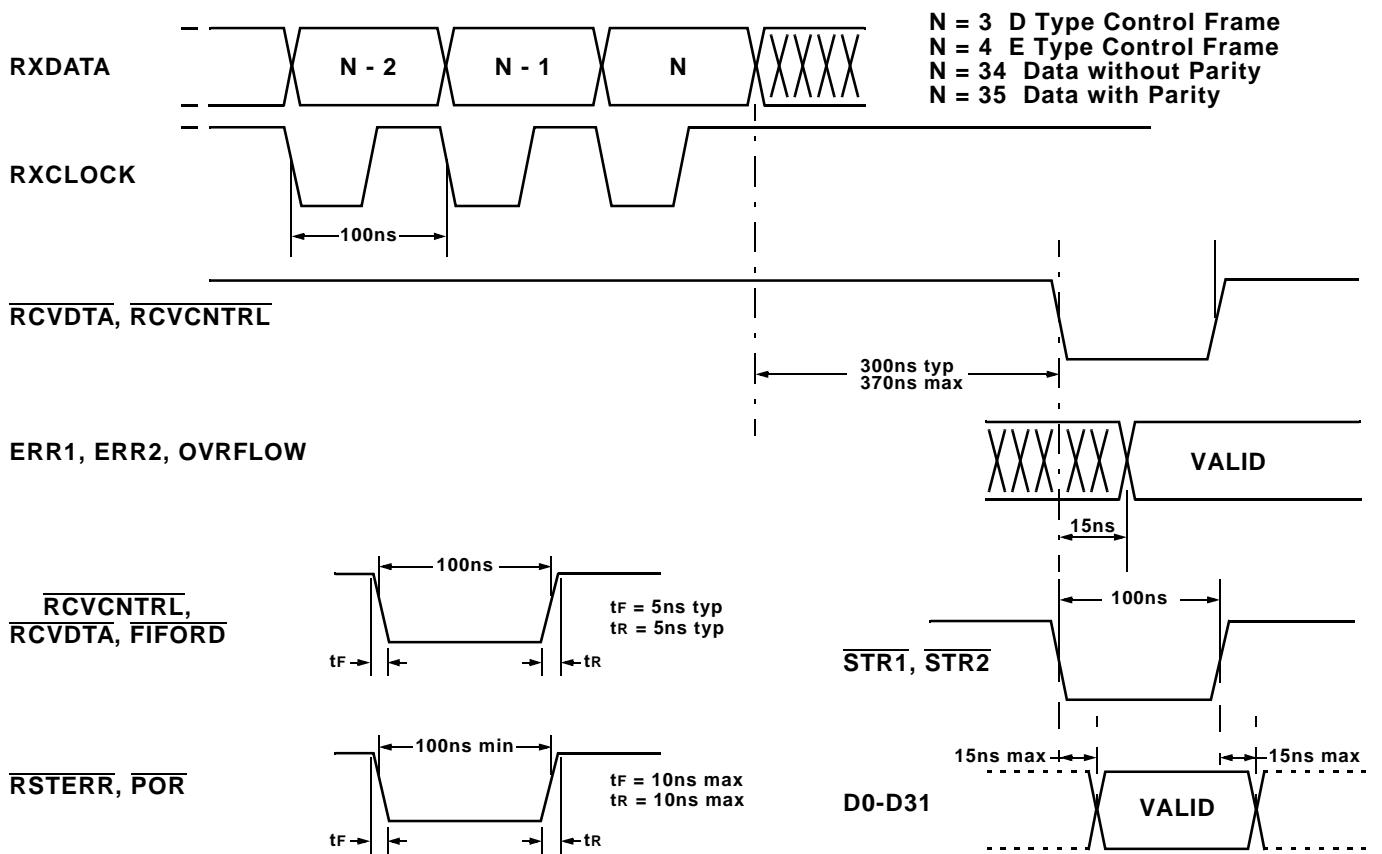 N = 3 D Type Control Frame
N = 4 E Type Control Frame
N = 34 Data without Parity
N = 35 Data with Parity
RXDATA
N - 2
N - 1
N
RXCLOCK
100ns
RCVDTA, RCVCNTRL
300ns typ
370ns max
ERR1, ERR2, OVRFLOW
VALID
15ns
RCVCNTRL,
RCVDTA, FIFORD
100ns
tF = 5ns typ
tR = 5ns typ
tF
tR
STR1, STR2
100ns
RSTERR, POR
100ns min
tF = 10ns max
tR = 10ns max
tF
tR
D0-D31
15ns max
15ns max
VALID